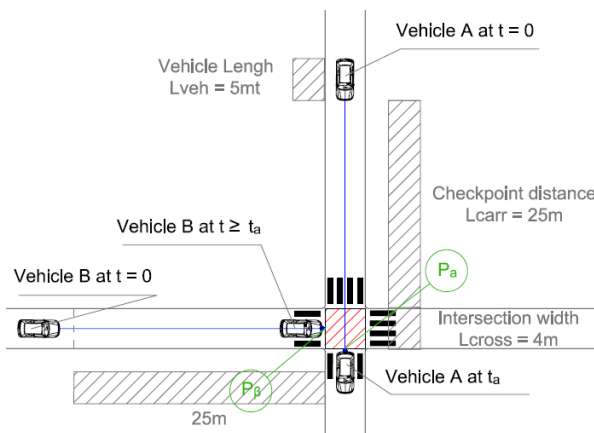 Vehicle A at t = 0
Vehicle Lengh
Lveh = 5mt
Checkpoint distance
Lcarr = 25m
Vehicle B at t ≥ ta
Pa
Vehicle B at t = 0
Intersection width
Lcross = 4m
Vehicle A at ta
Pβ
25m